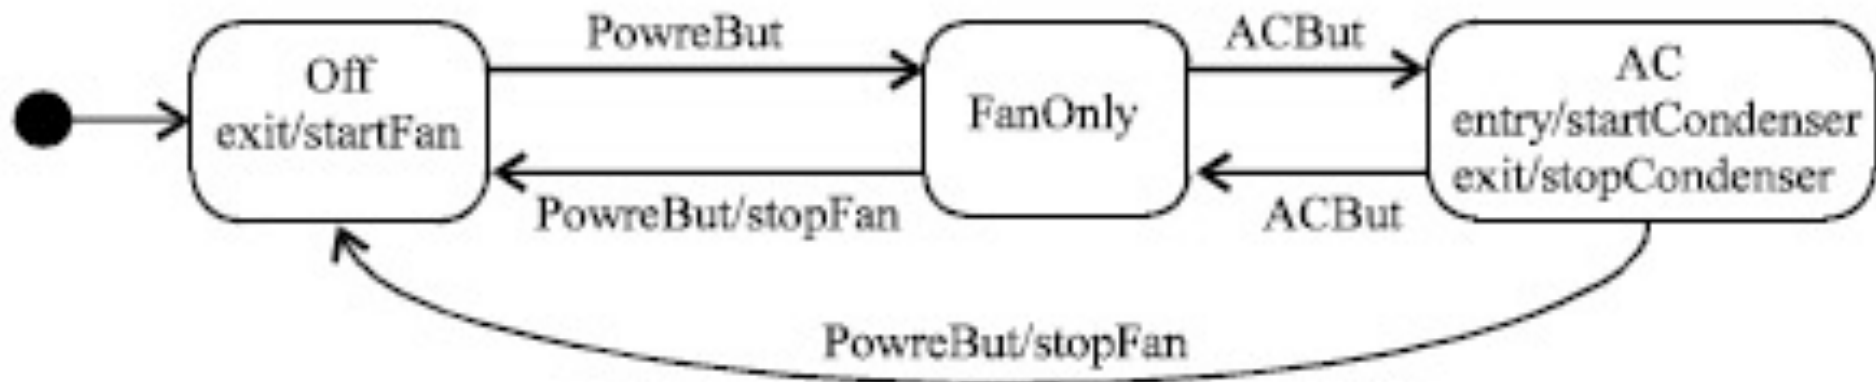 PowreBut
ACBut
Off
exit/startFan
FanOnly
AC
entry/startCondenser
exit/stopCondenser
PowreBut/stopFan
ACBut
PowreBut/stopFan